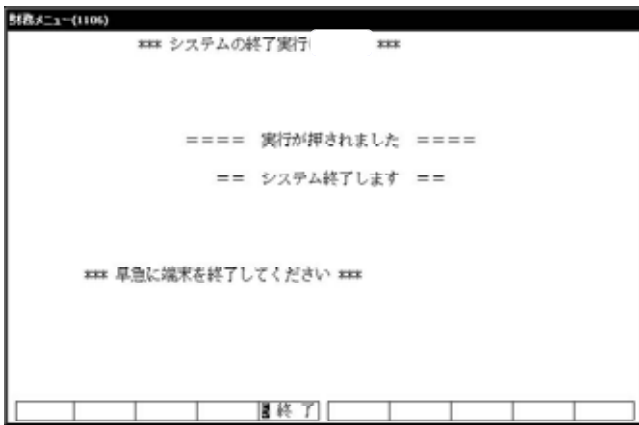 財務メニュー(1106)
*** システムの終了実行 ***
==== 実行が押されました ====
== システム終了します ==
*** 早急に端末を終了してください ***
終 了